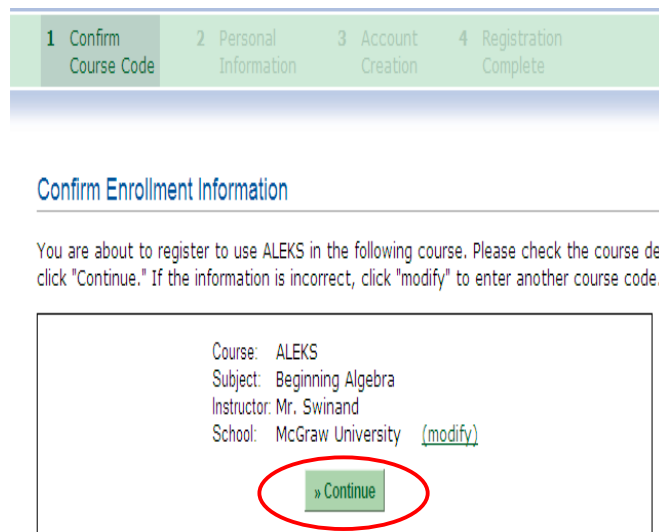 1 Confirm Course Code
2 Personal Information
3 Account Creation
4 Registration Complete
Confirm Enrollment Information
You are about to register to use ALEKS in the following course. Please check the course de
click "Continue." If the information is incorrect, click "modify" to enter another course code.
Course: ALEKS
Subject: Beginning Algebra
Instructor: Mr. Swinand
School: McGraw University (modify)
» Continue